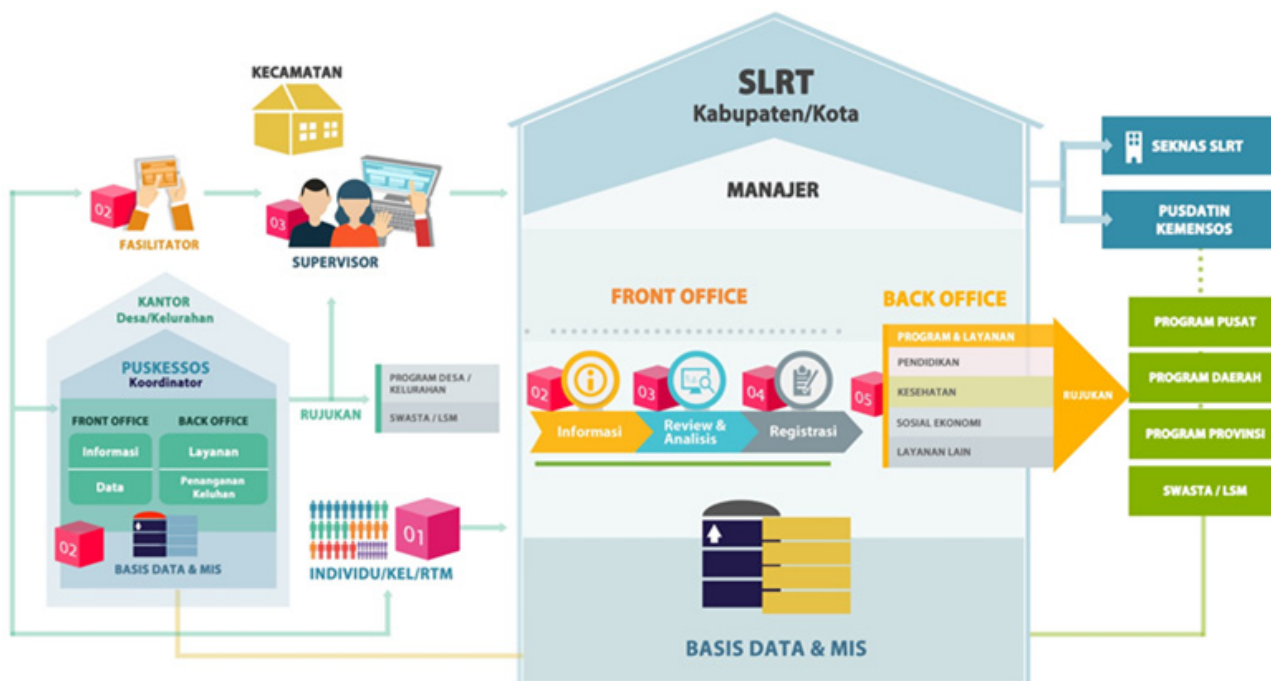 KECAMATAN
02
FASILITATOR
03
SUPERVISOR
KANTOR
Desa/Kelurahan
PUSKESSOS
Koordinator
FRONT OFFICE
BACK OFFICE
Informasi
Layanan
Data
Penanganan
Keluhan
02
BASIS DATA & MIS
RUJUKAN
PROGRAM DESA /
KELURAHAN
SWASTA / LSM
01
INDIVIDU/KEL/RTM
SLRT
Kabupaten/Kota
MANAJER
FRONT OFFICE
02
03
04
Informasi
Review &
Analisis
Registrasi
BACK OFFICE
05
PROGRAM & LAYANAN
PENDIDIKAN
KESEHATAN
SOSIAL EKONOMI
LAYANAN LAIN
RUJUKAN
BASIS DATA & MIS
SEKNAS SLRT
PUSDATIN
KEMENSOS
PROGRAM PUSAT
PROGRAM DAERAH
PROGRAM PROVINSI
SWASTA / LSM